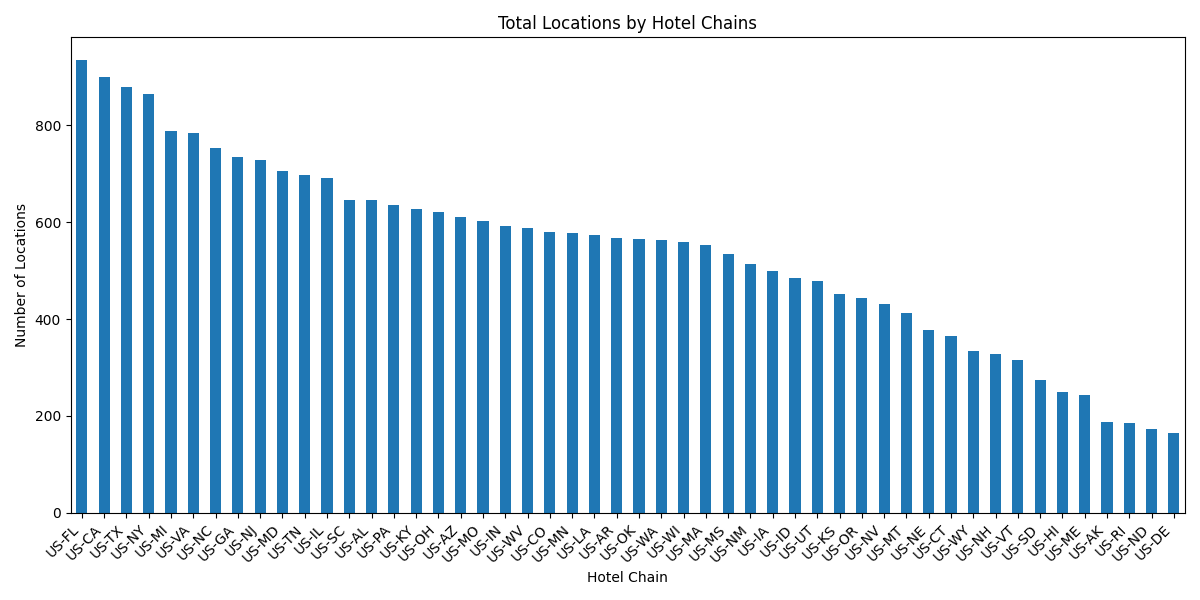 Total Locations by Hotel Chains
Number of Locations
800
600
400
200
0
US-FL
US-CA
US-TX
US-NY
US-MI
US-VA
US-NC
US-GA
US-NJ
US-MD
US-TN
US-IL
US-SC
US-AL
US-PA
US-KY
US-OH
US-AZ
US-MO
US-IN
US-WV
US-CO
US-MN
US-LA
US-AR
US-OK
US-WA
US-WI
US-MA
US-MS
US-NM
US-IA
US-ID
US-UT
US-KS
US-OR
US-NV
US-MT
US-NE
US-CT
US-WY
US-NH
US-VT
US-SD
US-HI
US-ME
US-AK
US-RI
US-ND
US-DE
Hotel Chain